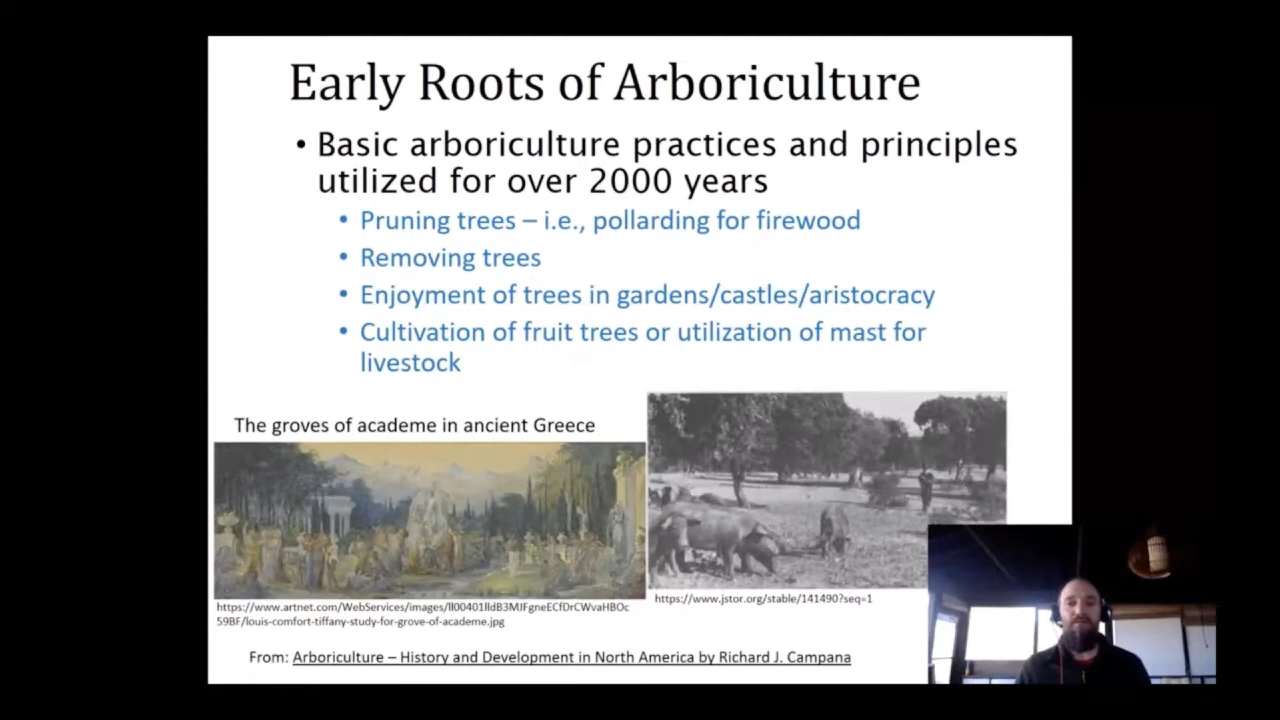 Early Roots of Arboriculture
• Basic arboriculture practices and principles
utilized for over 2000 years
• Pruning trees – i.e., pollarding for firewood
• Removing trees
• Enjoyment of trees in gardens/castles/aristocracy
• Cultivation of fruit trees or utilization of mast for
livestock
The groves of academe in ancient Greece
https://www.jstor.org/stable/141490?seq=1
59BF/louis-comfort-tiffany-study-for-grove-of-academe.jpg
From: Arboriculture – History and Development in North America by Richard J. Campana